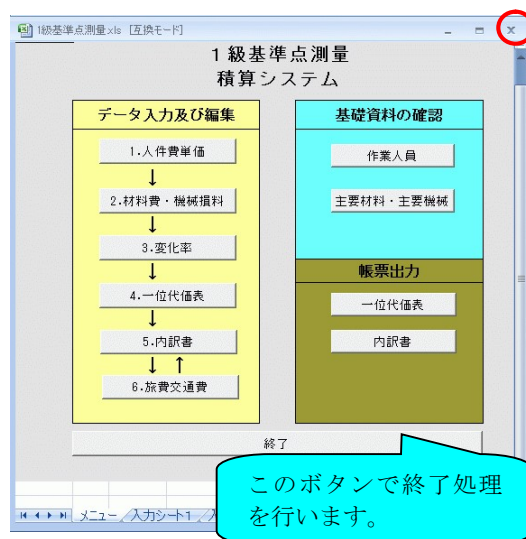 1級基準点測量.xls [互換モード]
1級基準点測量
積算システム
データ入力及び編集
1.人件費単価
↓
2.材料費・機械損料
↓
3.変化率
↓
4.一位代価表
↓
5.内訳書
↓ ↑
6.旅費交通費
基礎資料の確認
作業人員
主要材料・主要機械
帳票出力
一位代価表
内訳書
終了
このボタンで終了処理
を行います。
メニュー 入力シート1